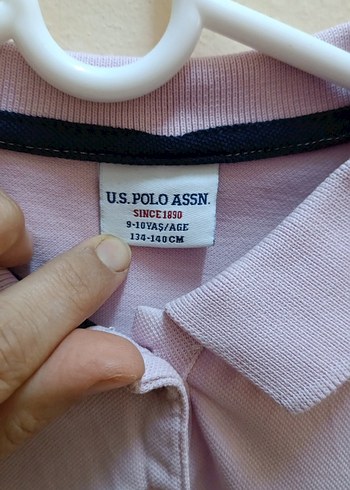 U.S. POLO ASSN.
SINCE 1890
9-10YAŞ/AGE
134-140CM